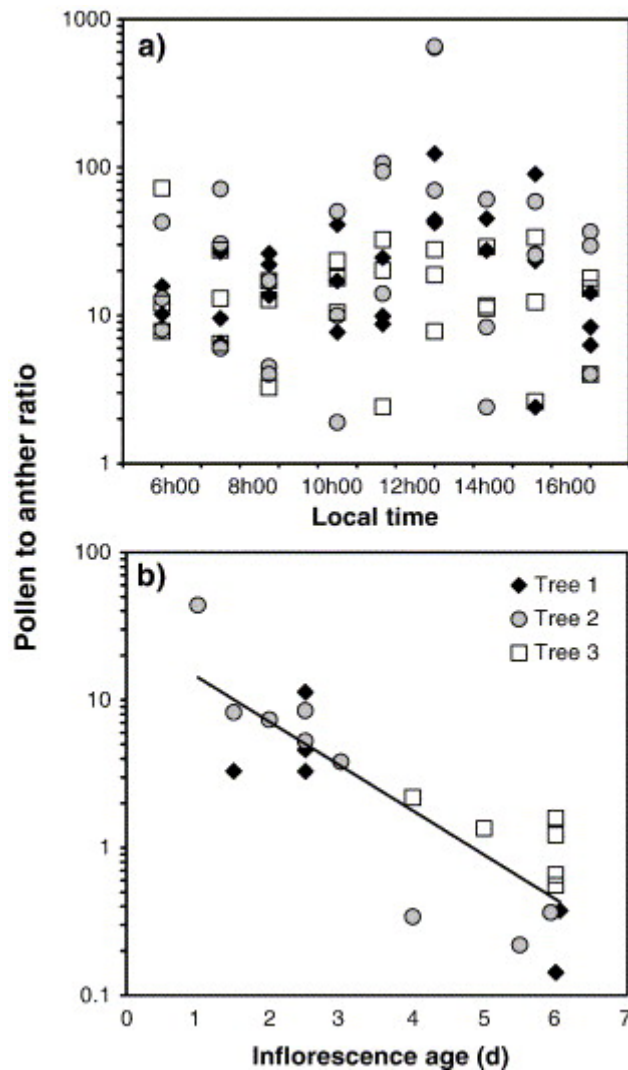 Pollen to anther ratio
a)
1000
100
10
1
6h00 8h00 10h00 12h00 14h00 16h00
Local time
b)
100
10
1
0.1
Tree 1
Tree 2
Tree 3
0 1 2 3 4 5 6 7
Inflorescence age (d)